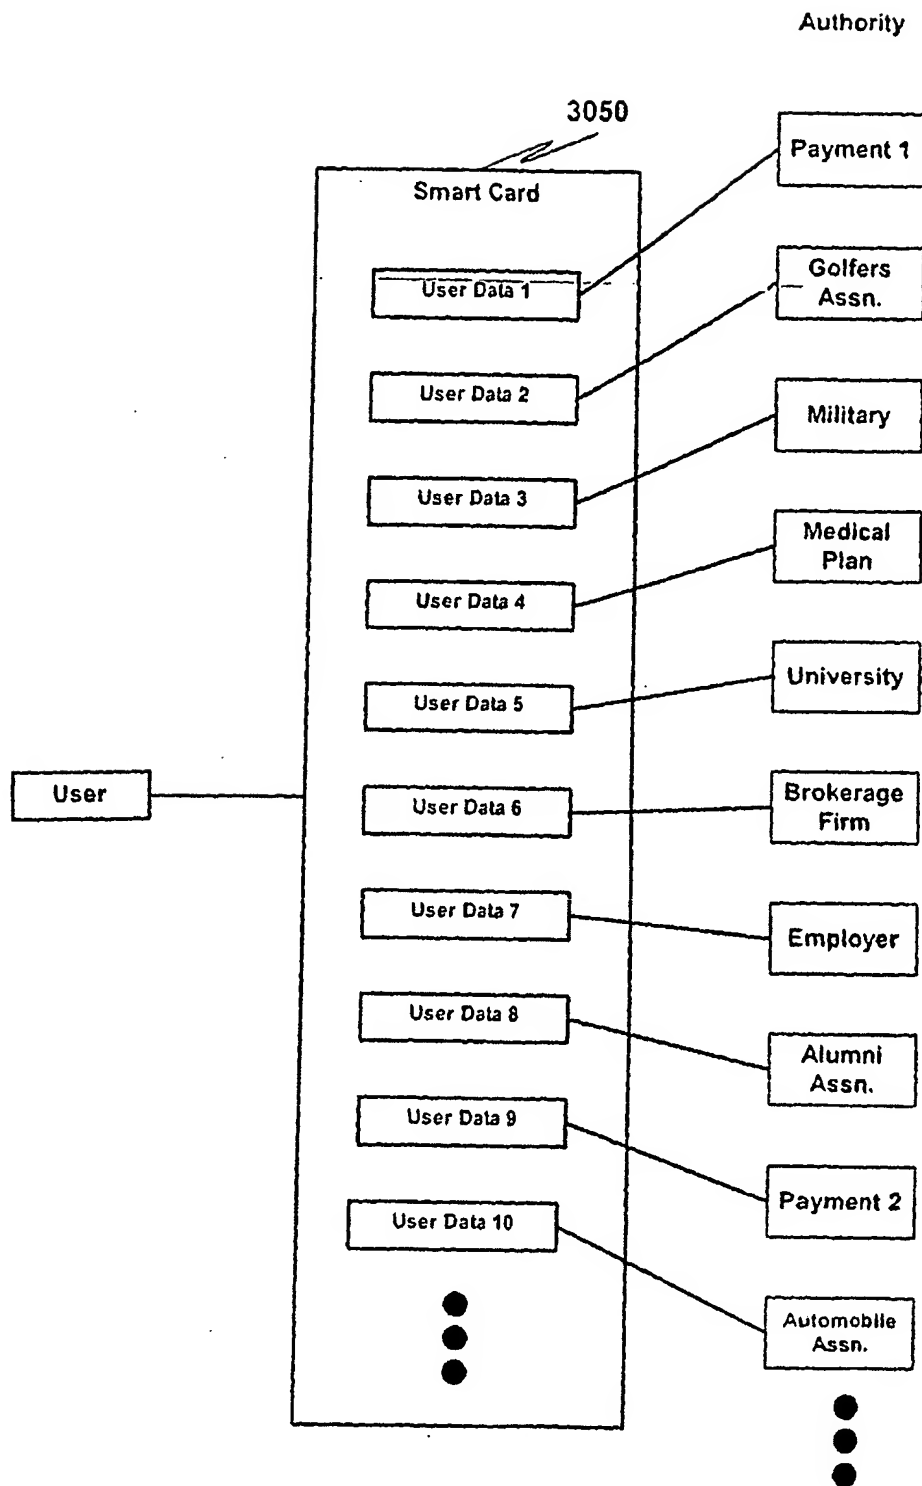 Authority
3050
Smart Card
User
User Data 1
User Data 2
User Data 3
User Data 4
User Data 5
User Data 6
User Data 7
User Data 8
User Data 9
User Data 10
Payment 1
Golfers
Assn.
Military
Medical
Plan
University
Brokerage
Firm
Employer
Alumni
Assn.
Payment 2
Automobile
Assn.